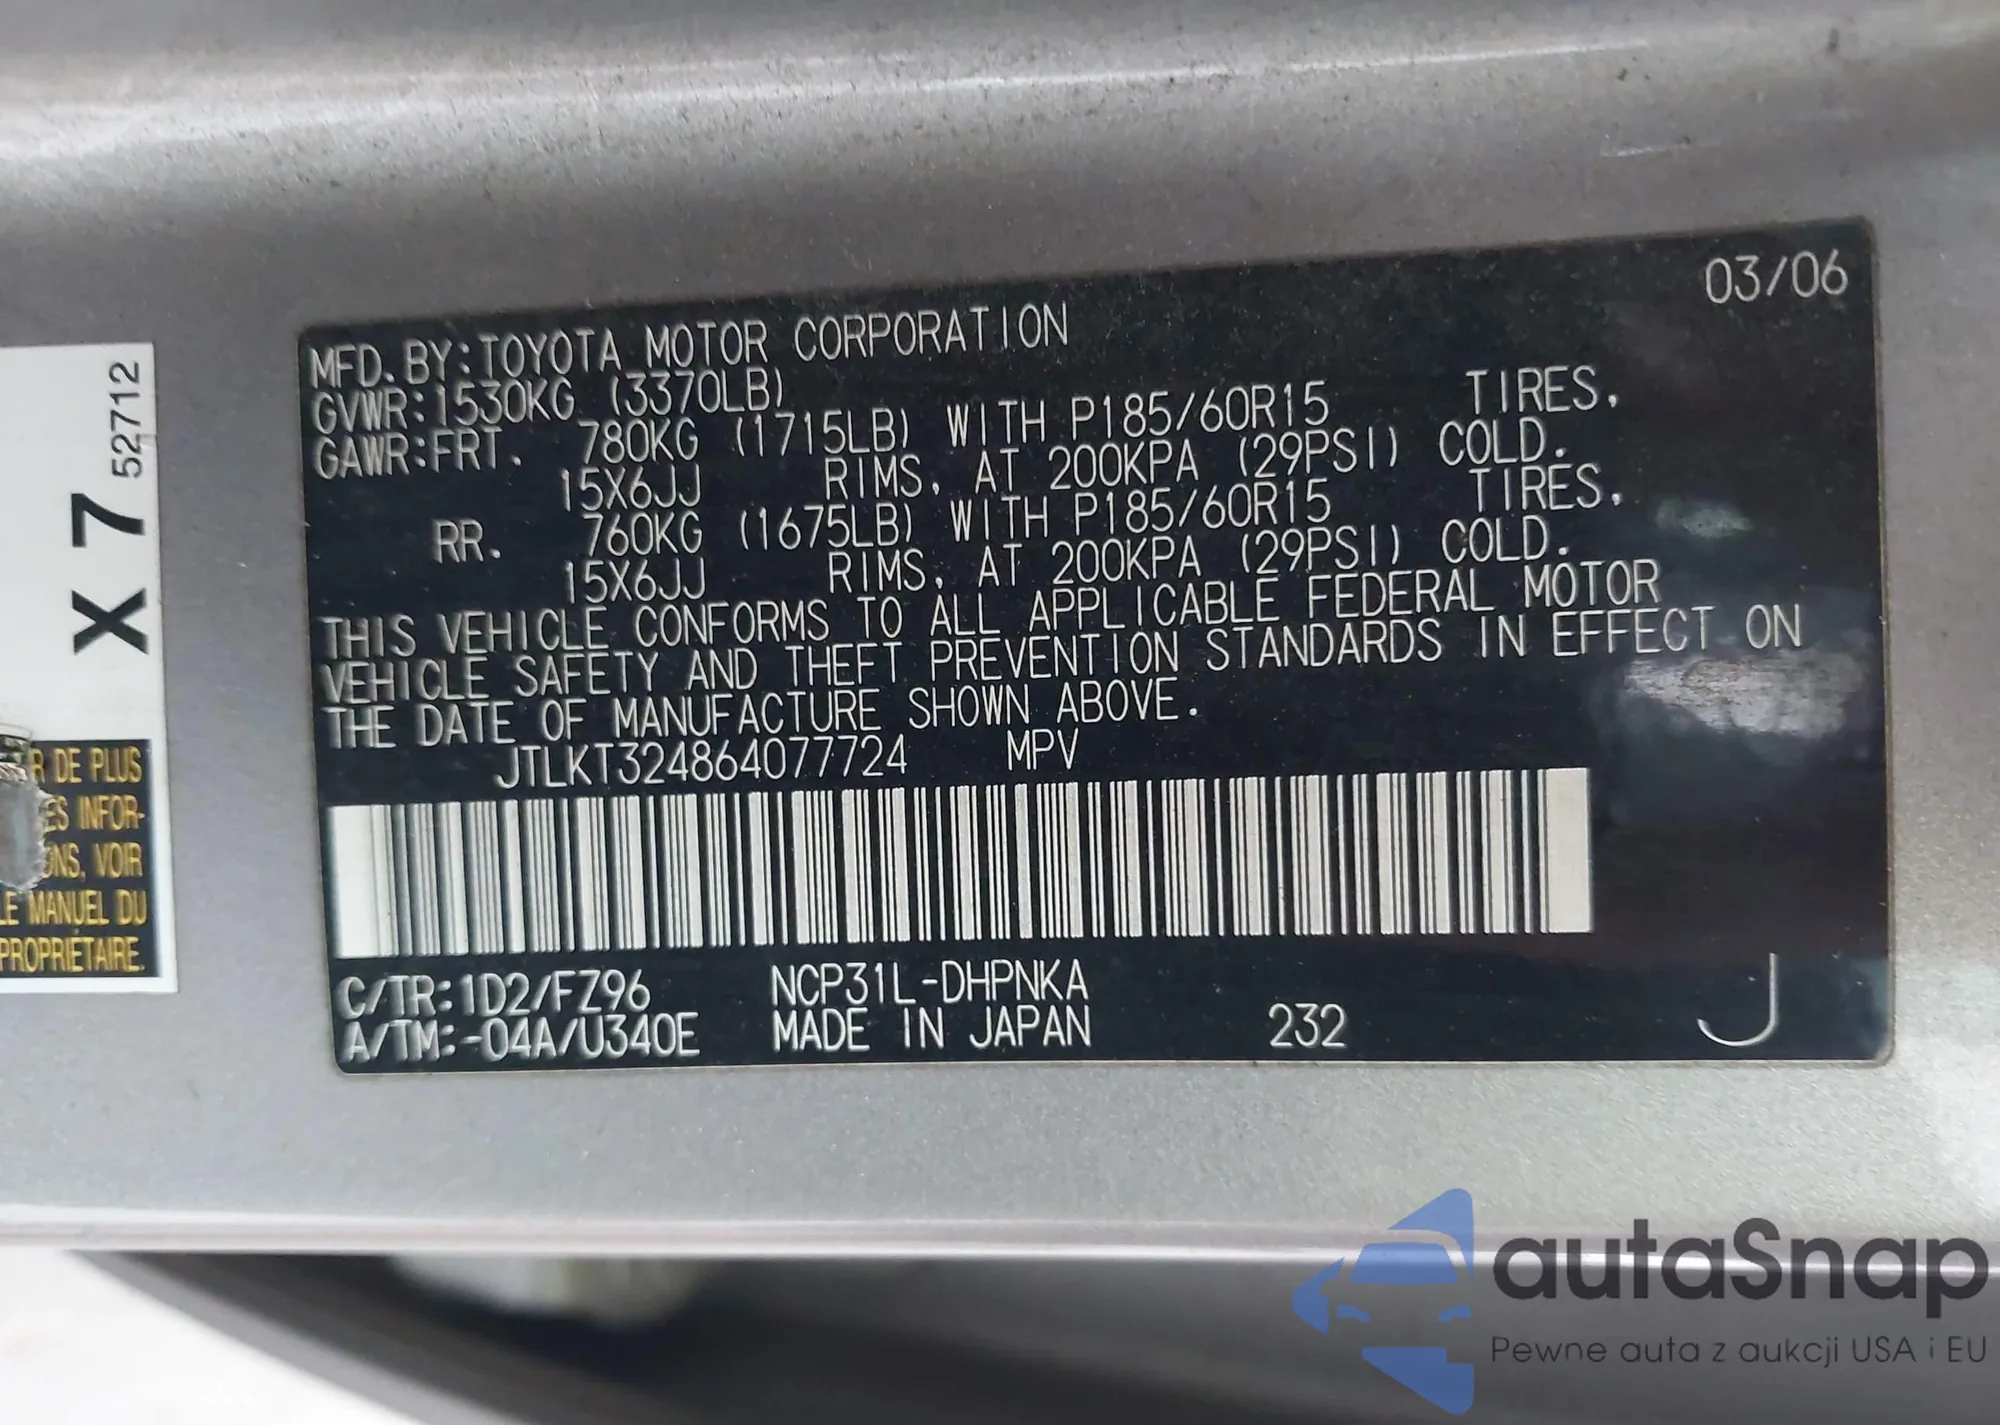 03/06
MFD. BY:TOYOTA MOTOR CORPORATION
GVWR:1530KG (3370LB)
GAWR:FRT. 780KG (1715LB) WITH P185/60R15 TIRES,
15X6JJ RIMS, AT 200KPA (29PSI) COLD.
RR. 760KG (1675LB) WITH P185/60R15 TIRES,
15X6JJ RIMS, AT 200KPA (29PSI) COLD.
THIS VEHICLE CONFORMS TO ALL APPLICABLE FEDERAL MOTOR
VEHICLE SAFETY AND THEFT PREVENTION STANDARDS IN EFFECT ON
THE DATE OF MANUFACTURE SHOWN ABOVE.
JTLKT324864077724 MPV
C/TR:1D2/FZ96 NCP31L-DHPNKA
A/TM:-04A/U340E MADE IN JAPAN 232 J
X 7 52712
DE PLUS
INFOR-
VOIR
LE MANUEL DU
PROPRIÉTAIRE.
autaSnap
Pewne auta z aukcji USA i EU